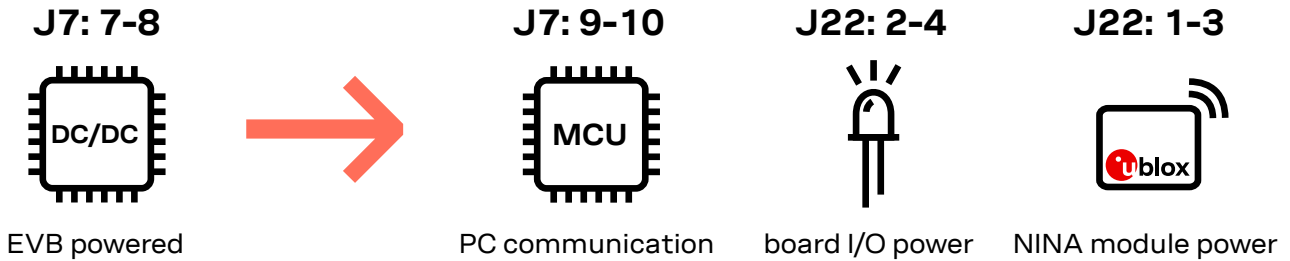 J7: 7-8 J7: 9-10 J22: 2-4 J22: 1-3
DC/DC MCU ublox
EVB powered PC communication board I/O power NINA module power